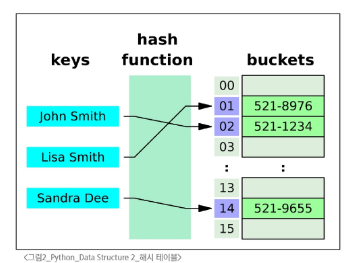 keys
hash function
buckets
John Smith
Lisa Smith
Sandra Dee
00
01 521-8976
02 521-1234
03
: :
13
14 521-9655
15
<그림2_Python_Data Structure 2_해시 테이블>